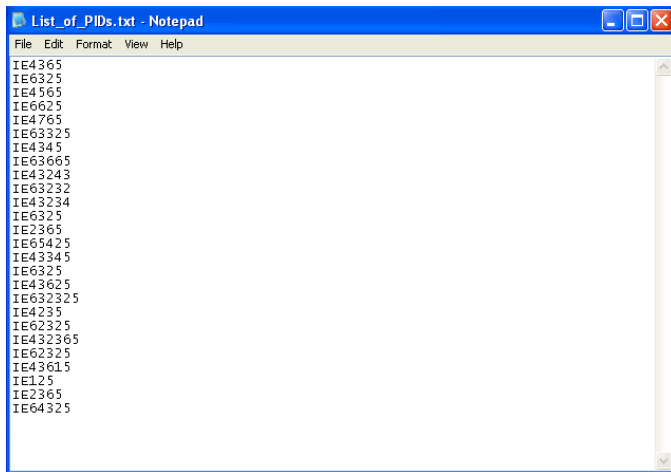 List_of_PIDs.txt - Notepad
File Edit Format View Help
IE4365
IE6325
IE4565
IE6625
IE4765
IE63325
IE4345
IE63665
IE43243
IE63232
IE43234
IE6325
IE2365
IE65425
IE43345
IE6325
IE43625
IE632325
IE4235
IE62325
IE432365
IE62325
IE43615
IE125
IE2365
IE64325